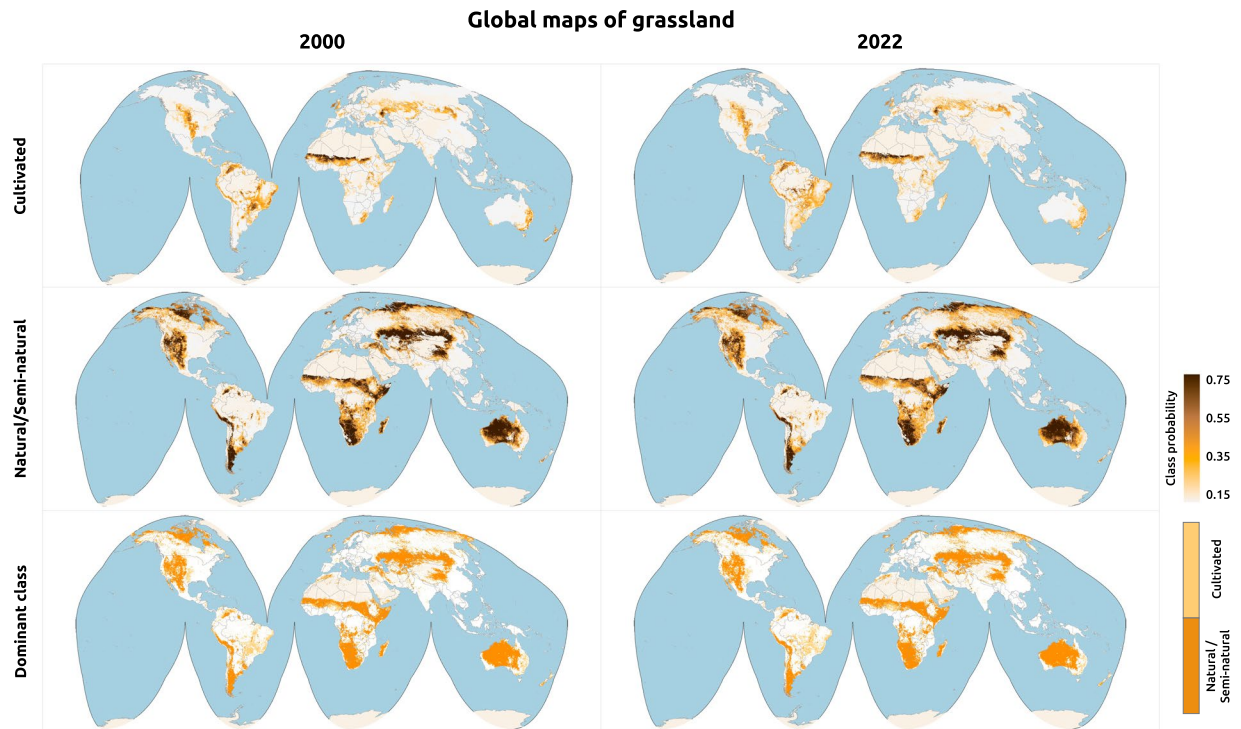 Global maps of grassland
2000
2022
Cultivated
Natural/Semi-natural
Dominant class
Class probability
0.75
0.55
0.35
0.15
Cultivated
Natural /
Semi-natural